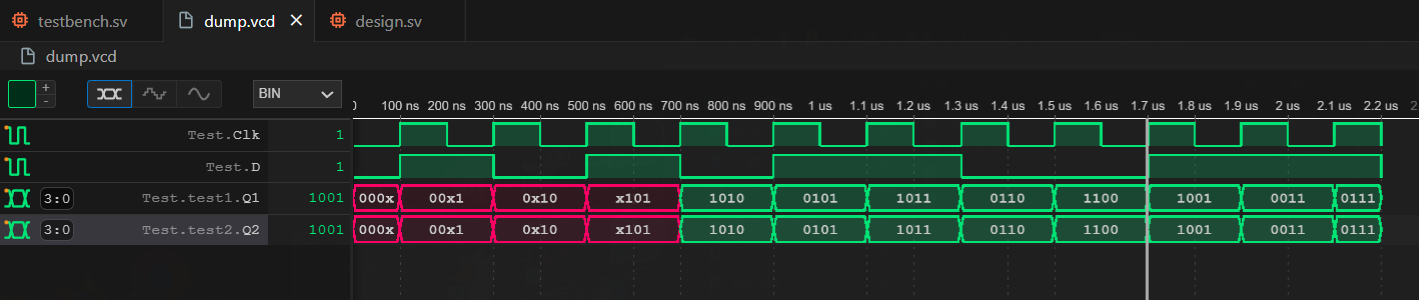 testbench.sv dump.vcd × design.sv
dump.vcd
+
-
BIN
0 100 ns 200 ns 300 ns 400 ns 500 ns 600 ns 700 ns 800 ns 900 ns 1 us 1.1 us 1.2 us 1.3 us 1.4 us 1.5 us 1.6 us 1.7 us 1.8 us 1.9 us 2 us 2.1 us 2.2 us 2
Test.Clk 1
Test.D 1
3:0 Test.test1.Q1 1001 000x 00x1 0x10 x101 1010 0101 1011 0110 1100 1001 0011 0111
3:0 Test.test2.Q2 1001 000x 00x1 0x10 x101 1010 0101 1011 0110 1100 1001 0011 0111